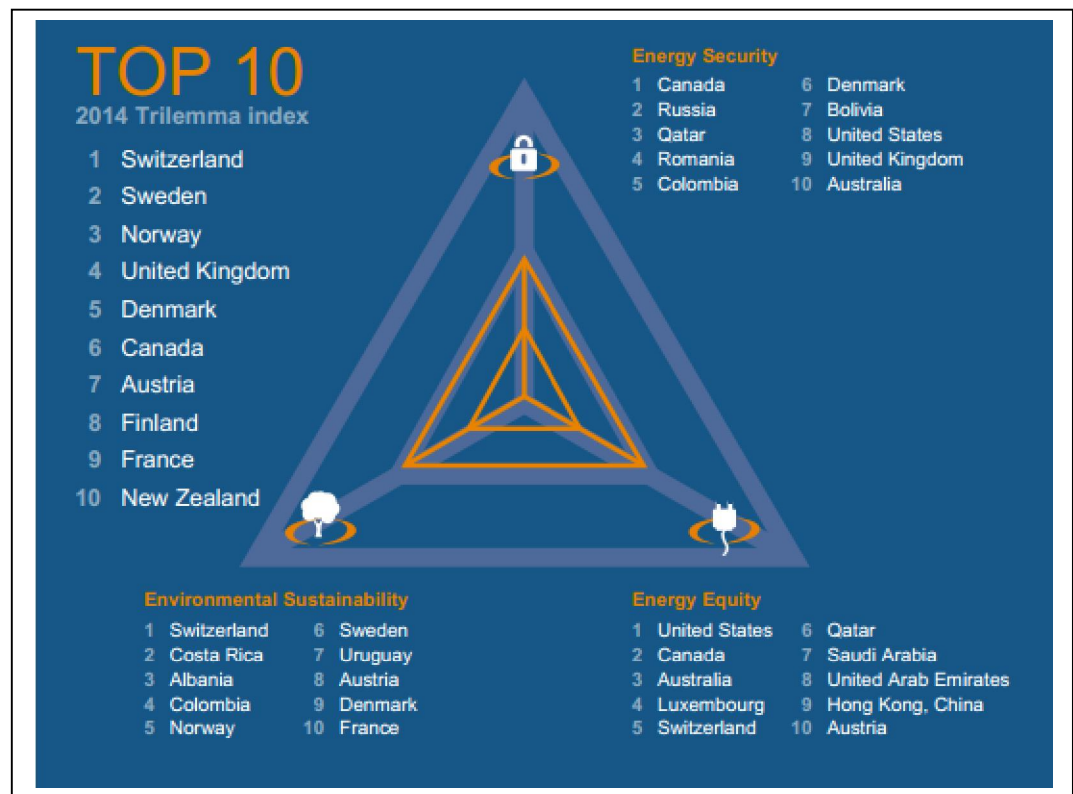 TOP 10
2014 Trilemma index
1 Switzerland
2 Sweden
3 Norway
4 United Kingdom
5 Denmark
6 Canada
7 Austria
8 Finland
9 France
10 New Zealand
Energy Security
1 Canada
2 Russia
3 Qatar
4 Romania
5 Colombia
6 Denmark
7 Bolivia
8 United States
9 United Kingdom
10 Australia
Environmental Sustainability
1 Switzerland
2 Costa Rica
3 Albania
4 Colombia
5 Norway
6 Sweden
7 Uruguay
8 Austria
9 Denmark
10 France
Energy Equity
1 United States
2 Canada
3 Australia
4 Luxembourg
5 Switzerland
6 Qatar
7 Saudi Arabia
8 United Arab Emirates
9 Hong Kong, China
10 Austria